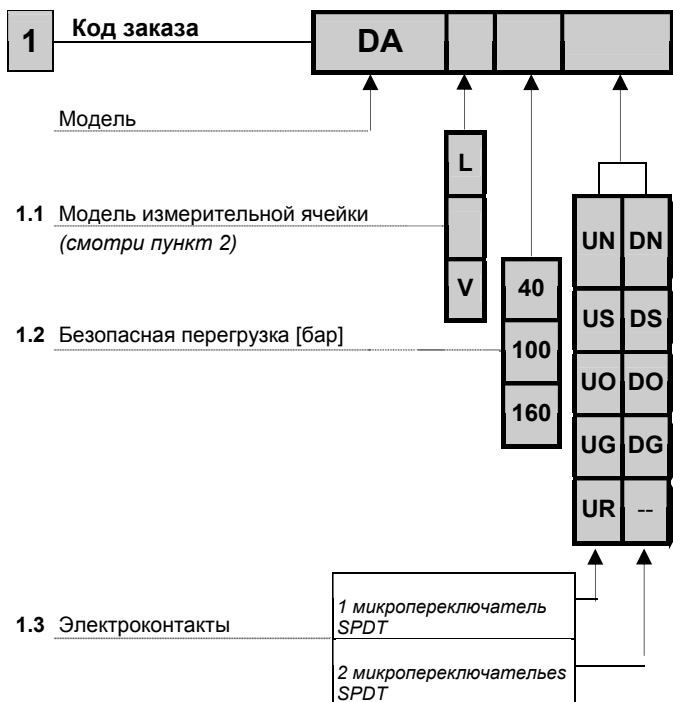 1 Код заказа DA
Модель
L
1.1 Модель измерительной ячейки
(смотри пункт 2)
UN DN
V 40
US DS
1.2 Безопасная перегрузка [бар]
100
UO DO
160
UG DG
UR --
1 микропереключатель
SPDT
1.3 Электроконтакты
2 микропереключательes
SPDT